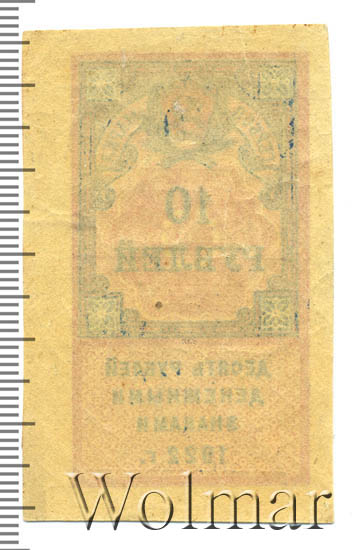 10
РУБЛЕЙ
ДЕСЯТЬ РУБЛЕЙ
ДЕНЕЖНЫМИ
ЗНАКАМИ
1922 г.
Wolmar